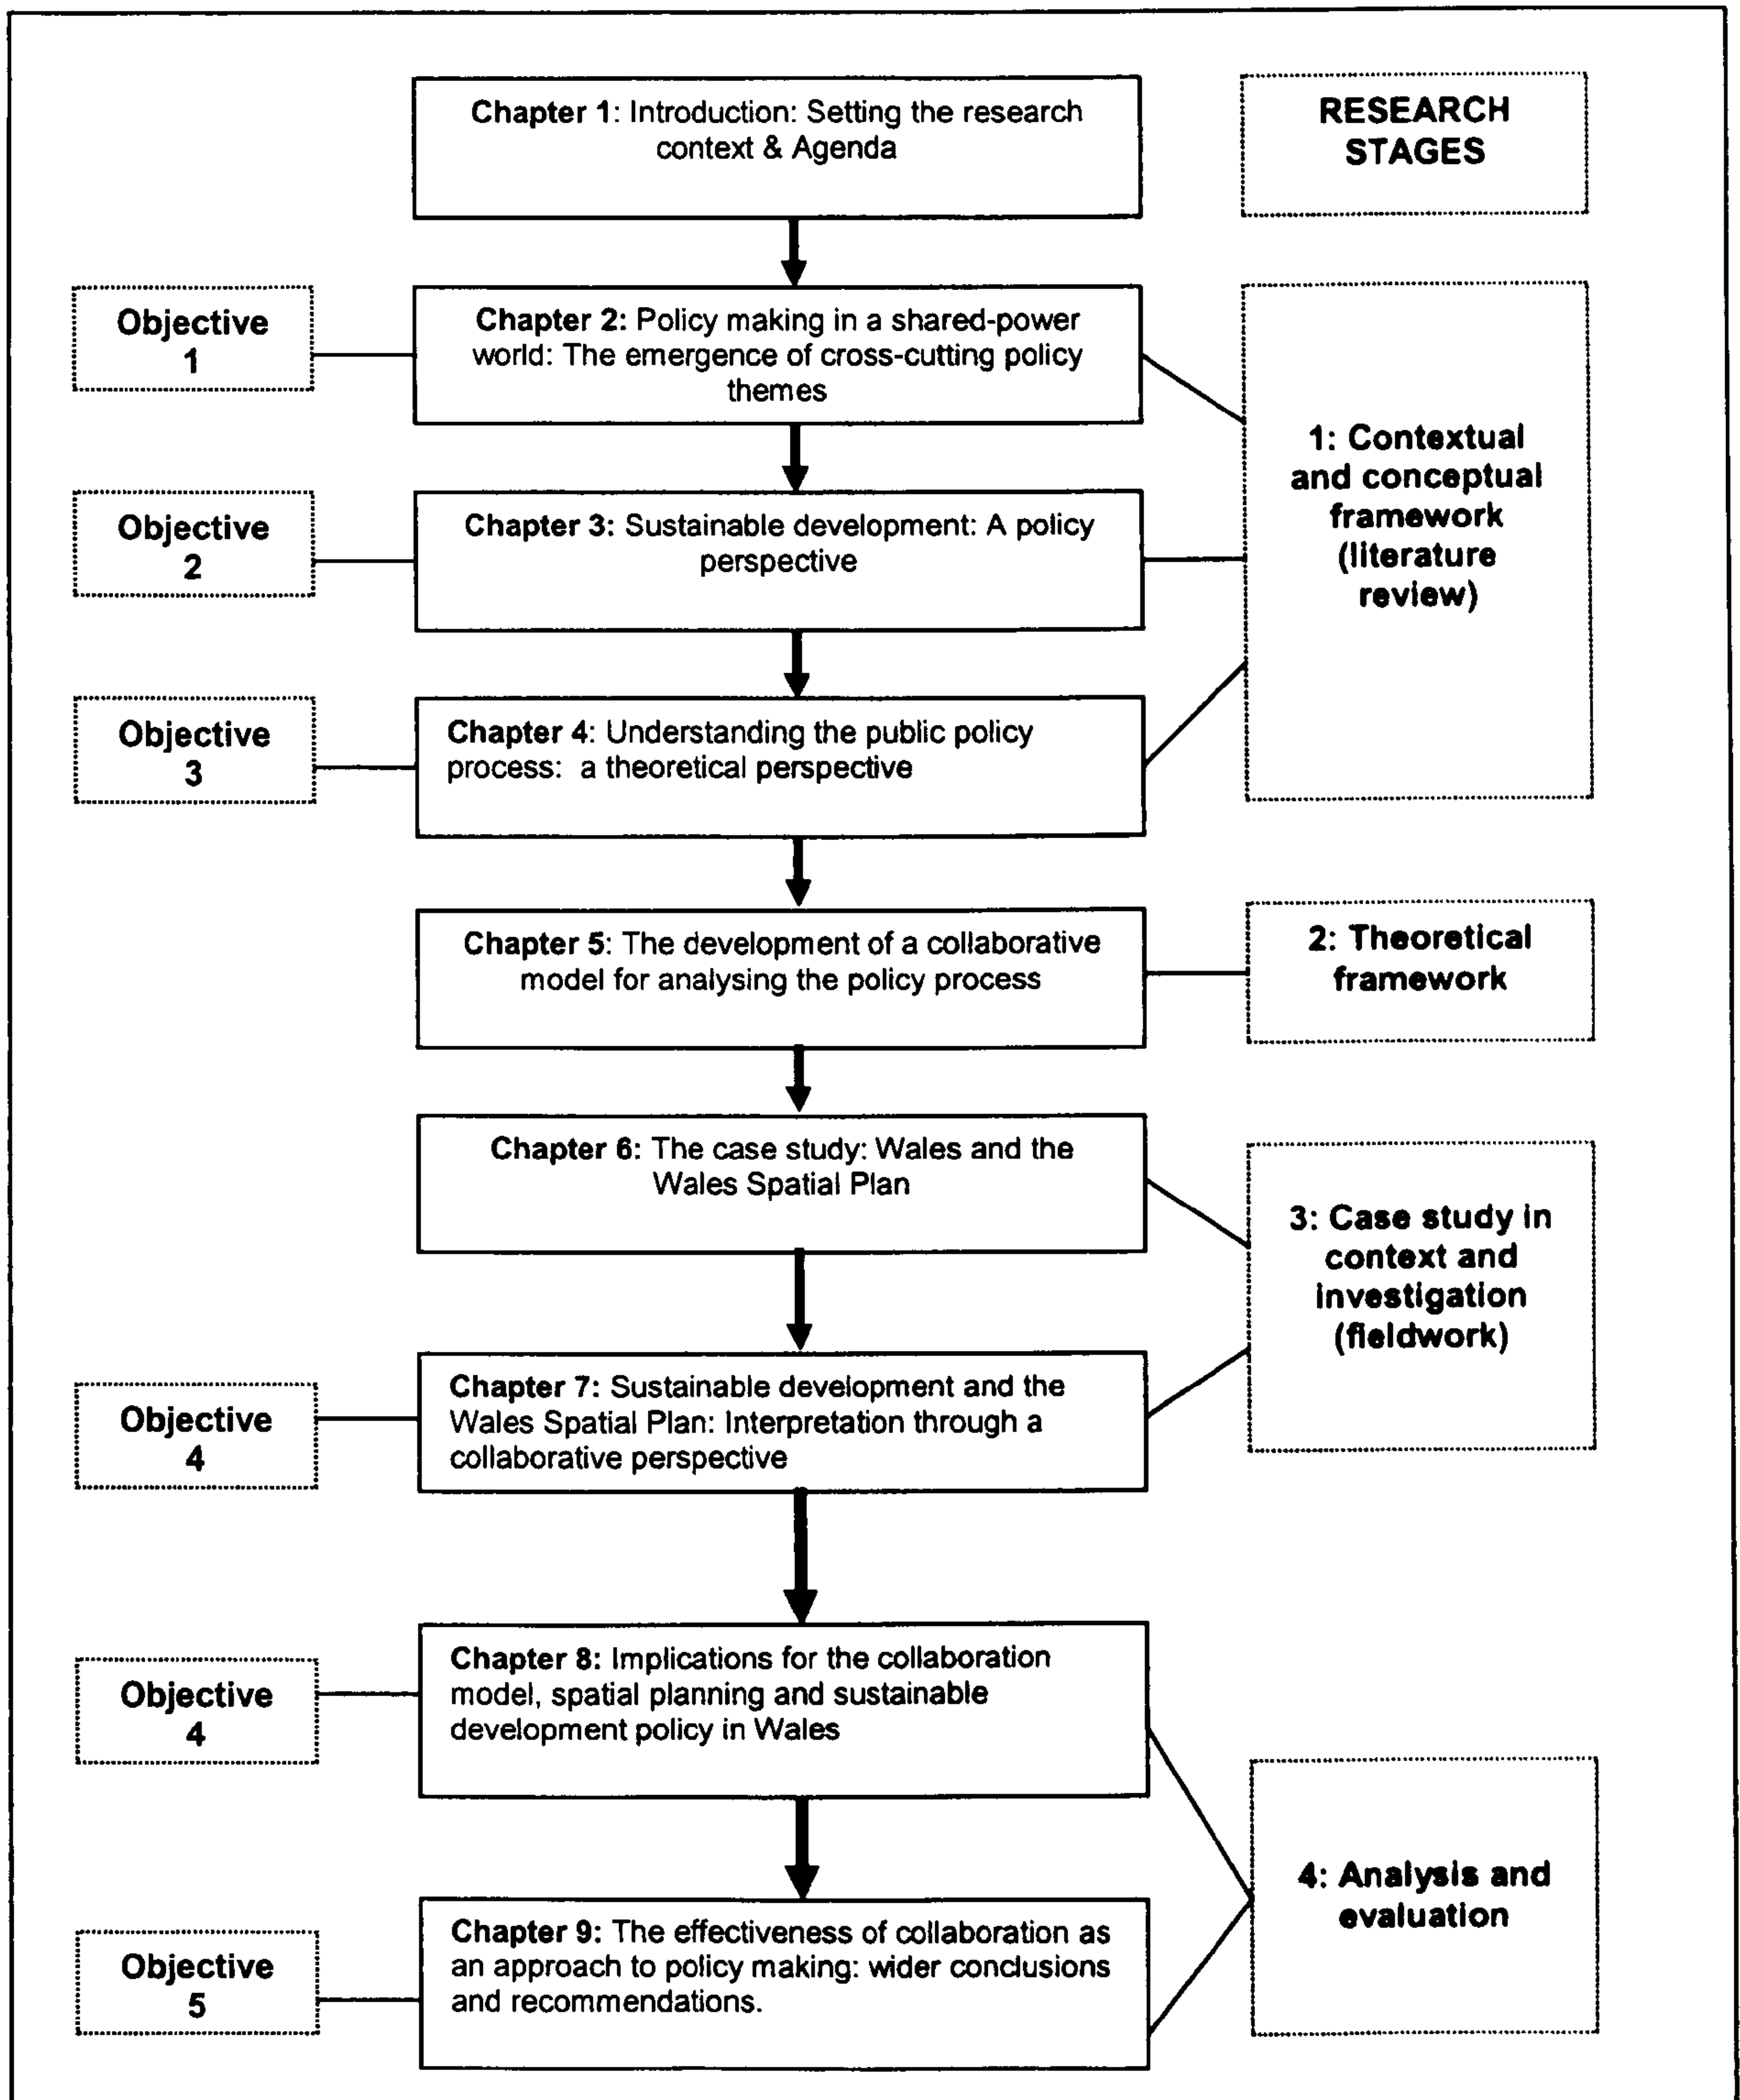 Chapter 1: Introduction: Setting the research
context & Agenda
RESEARCH
STAGES
Objective
1
Chapter 2: Policy making in a shared-power
world: The emergence of cross-cutting policy
themes
1: Contextual
and conceptual
framework
(literature
review)
Objective
2
Chapter 3: Sustainable development: A policy
perspective
Objective
3
Chapter 4: Understanding the public policy
process: a theoretical perspective
Chapter 5: The development of a collaborative
model for analysing the policy process
2: Theoretical
framework
Chapter 6: The case study: Wales and the
Wales Spatial Plan
3: Case study in
context and
investigation
(fieldwork)
Objective
4
Chapter 7: Sustainable development and the
Wales Spatial Plan: Interpretation through a
collaborative perspective
Objective
4
Chapter 8: Implications for the collaboration
model, spatial planning and sustainable
development policy in Wales
4: Analysis and
evaluation
Objective
5
Chapter 9: The effectiveness of collaboration as
an approach to policy making: wider conclusions
and recommendations.